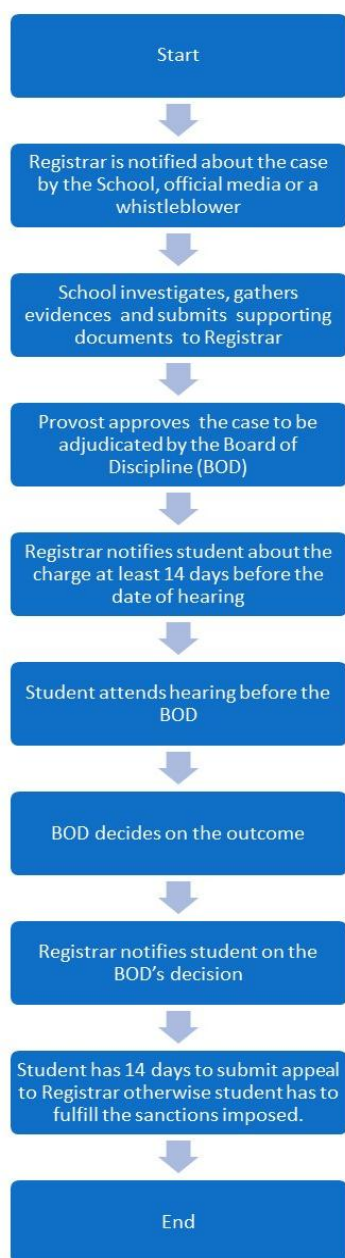 Start
Registrar is notified about the case
by the School, official media or a
whistleblower
School investigates, gathers
evidences and submits supporting
documents to Registrar
Provost approves the case to be
adjudicated by the Board of
Discipline (BOD)
Registrar notifies student about the
charge at least 14 days before the
date of hearing
Student attends hearing before the
BOD
BOD decides on the outcome
Registrar notifies student on the
BOD's decision
Student has 14 days to submit appeal
to Registrar otherwise student has to
fulfill the sanctions imposed.
End